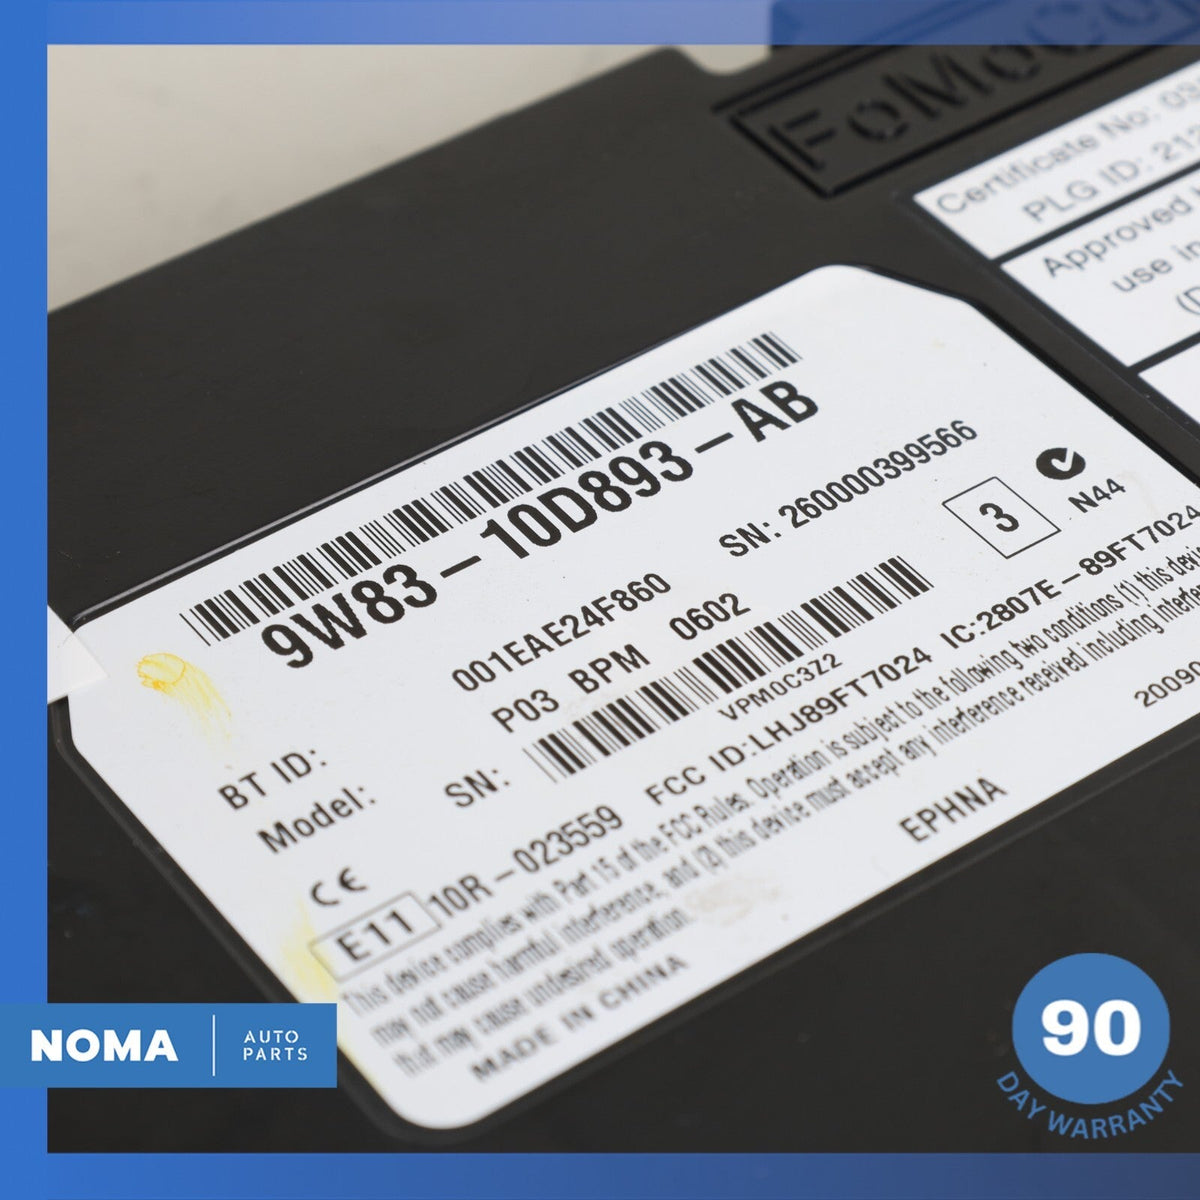 FoMoCo
Certificate No: 03
PLG ID: 212
Approved
use in
9W83-10D893-AB
SN: 260000399566
3
N44
BT ID: 001EAE24F860
Model: P03 BPM 0602
SN:
VPM0C3Z2
CE
E11 10R-023559 FCC ID:LHJ89FT7024 IC:2807E-89FT7024
This device complies with Part 15 of the FCC Rules. Operation is subject to the following two conditions (1) this
may not cause harmful interference, and (2) this device must accept any interference received including
that may cause undesired operation.
MADE IN CHINA
EPHNA
2009
NOMA
AUTO
PARTS
90
DAY WARRANTY